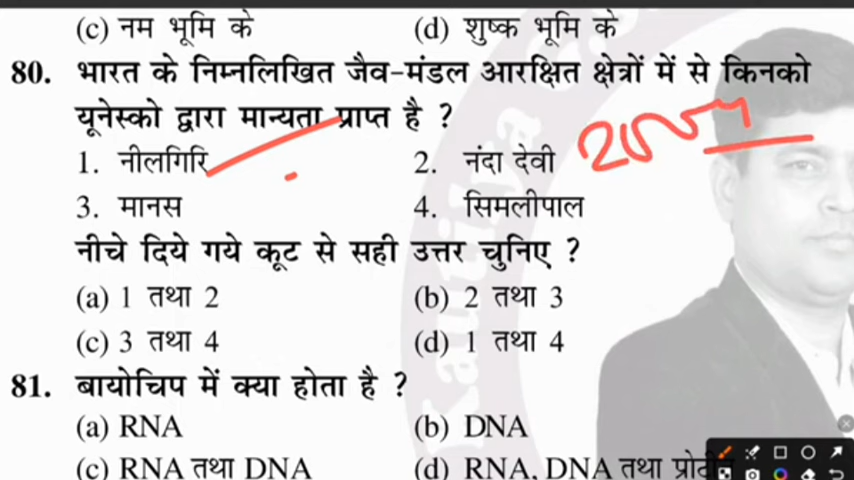 (c) नम भूमि के (d) शुष्क भूमि के
80. भारत के निम्नलिखित जैव-मंडल आरक्षित क्षेत्रों में से किनको
यूनेस्को द्वारा मान्यता प्राप्त है ?
1. नीलगिरि 2. नंदा देवी
3. मानस 4. सिमलीपाल
नीचे दिये गये कूट से सही उत्तर चुनिए ?
(a) 1 तथा 2 (b) 2 तथा 3
(c) 3 तथा 4 (d) 1 तथा 4
81. बायोचिप में क्या होता है ?
(a) RNA (b) DNA
(c) RNA तथा DNA (d) RNA, DNA तथा